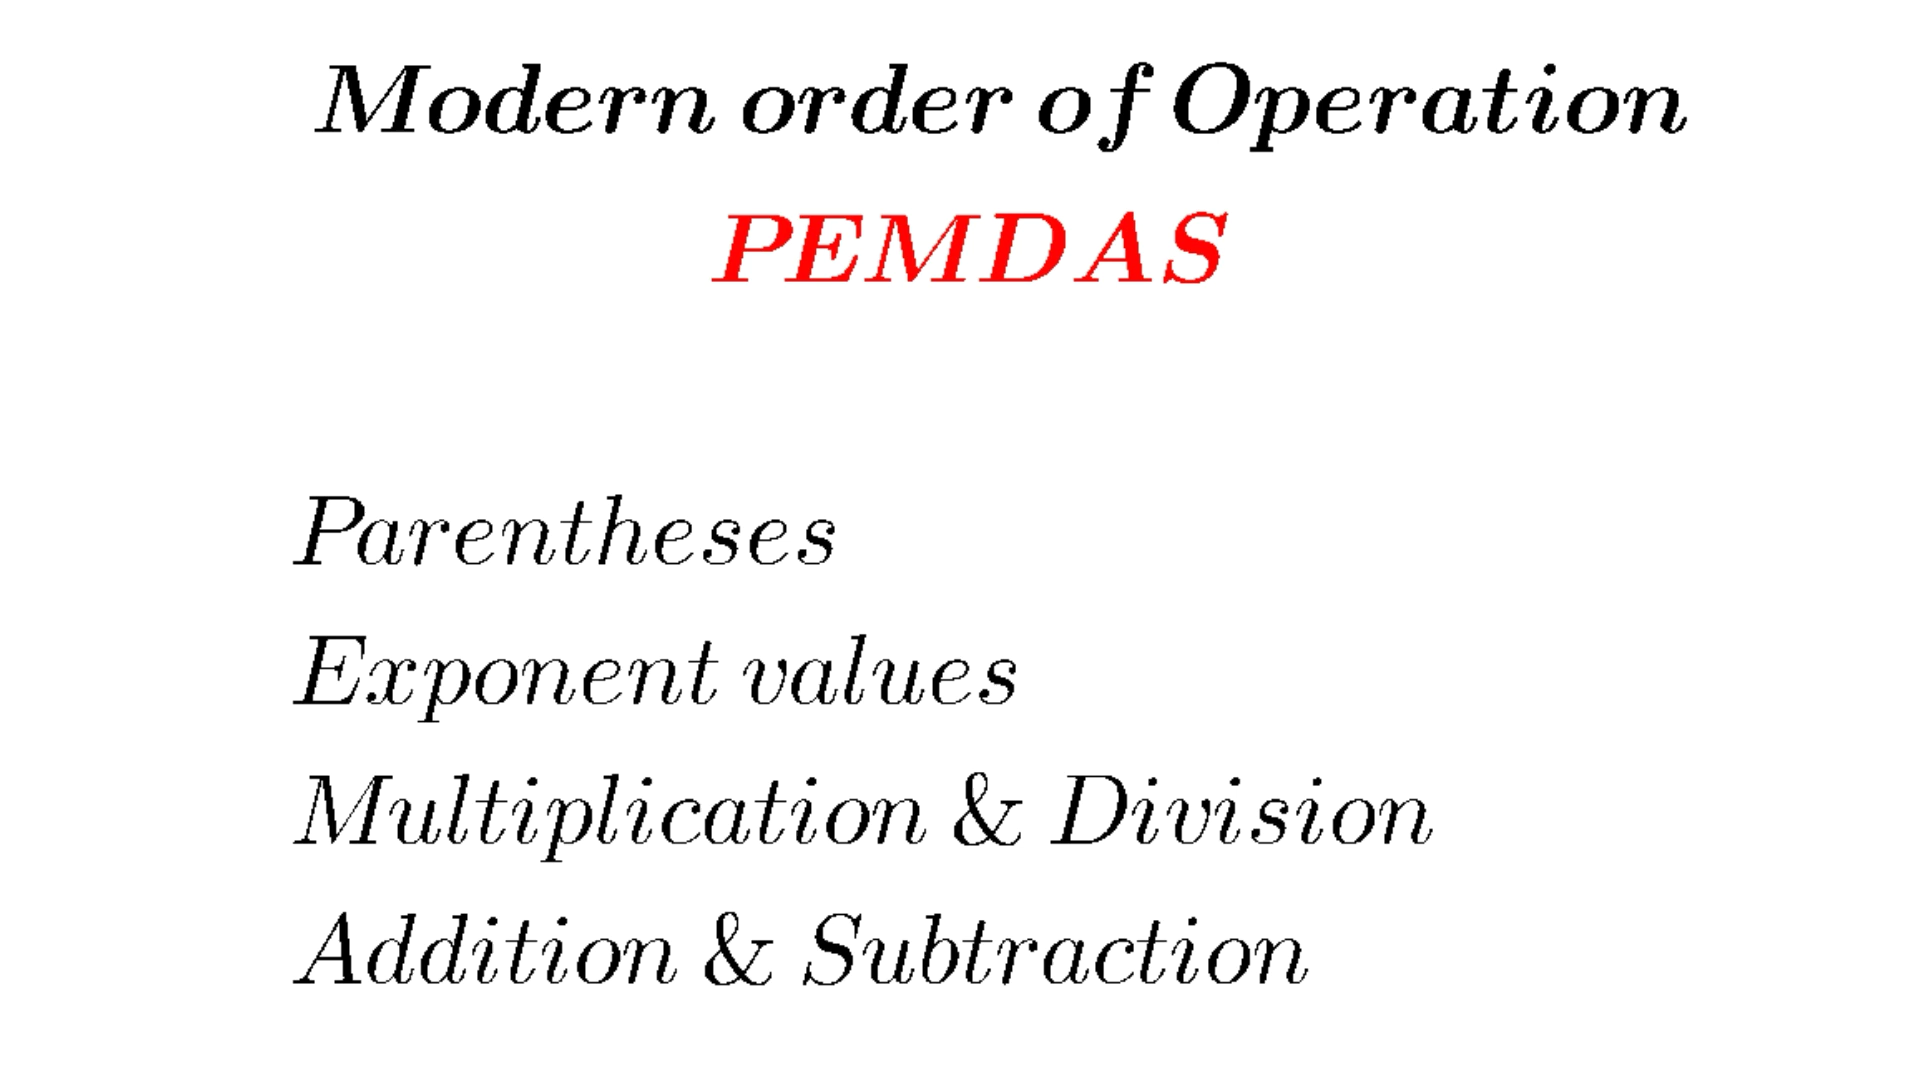 Modern order of Operation
PEMDAS
Parentheses
Exponent values
Multiplication & Division
Addition & Subtraction